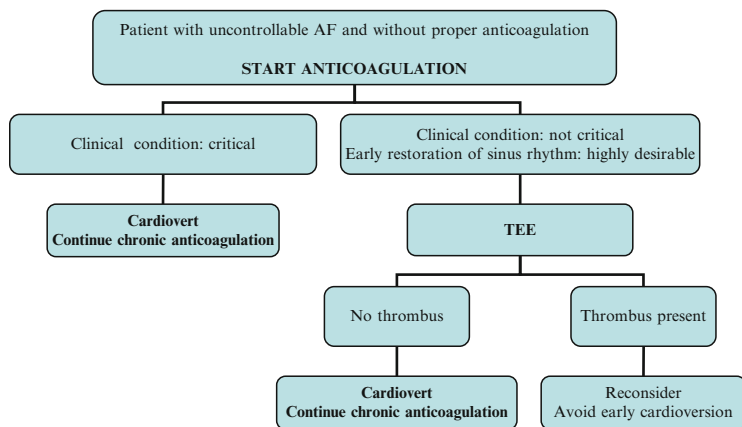 Patient with uncontrollable AF and without proper anticoagulation
START ANTICOAGULATION
Clinical condition: critical
Clinical condition: not critical
Early restoration of sinus rhythm: highly desirable
Cardiovert
Continue chronic anticoagulation
TEE
No thrombus
Thrombus present
Cardiovert
Continue chronic anticoagulation
Reconsider
Avoid early cardioversion